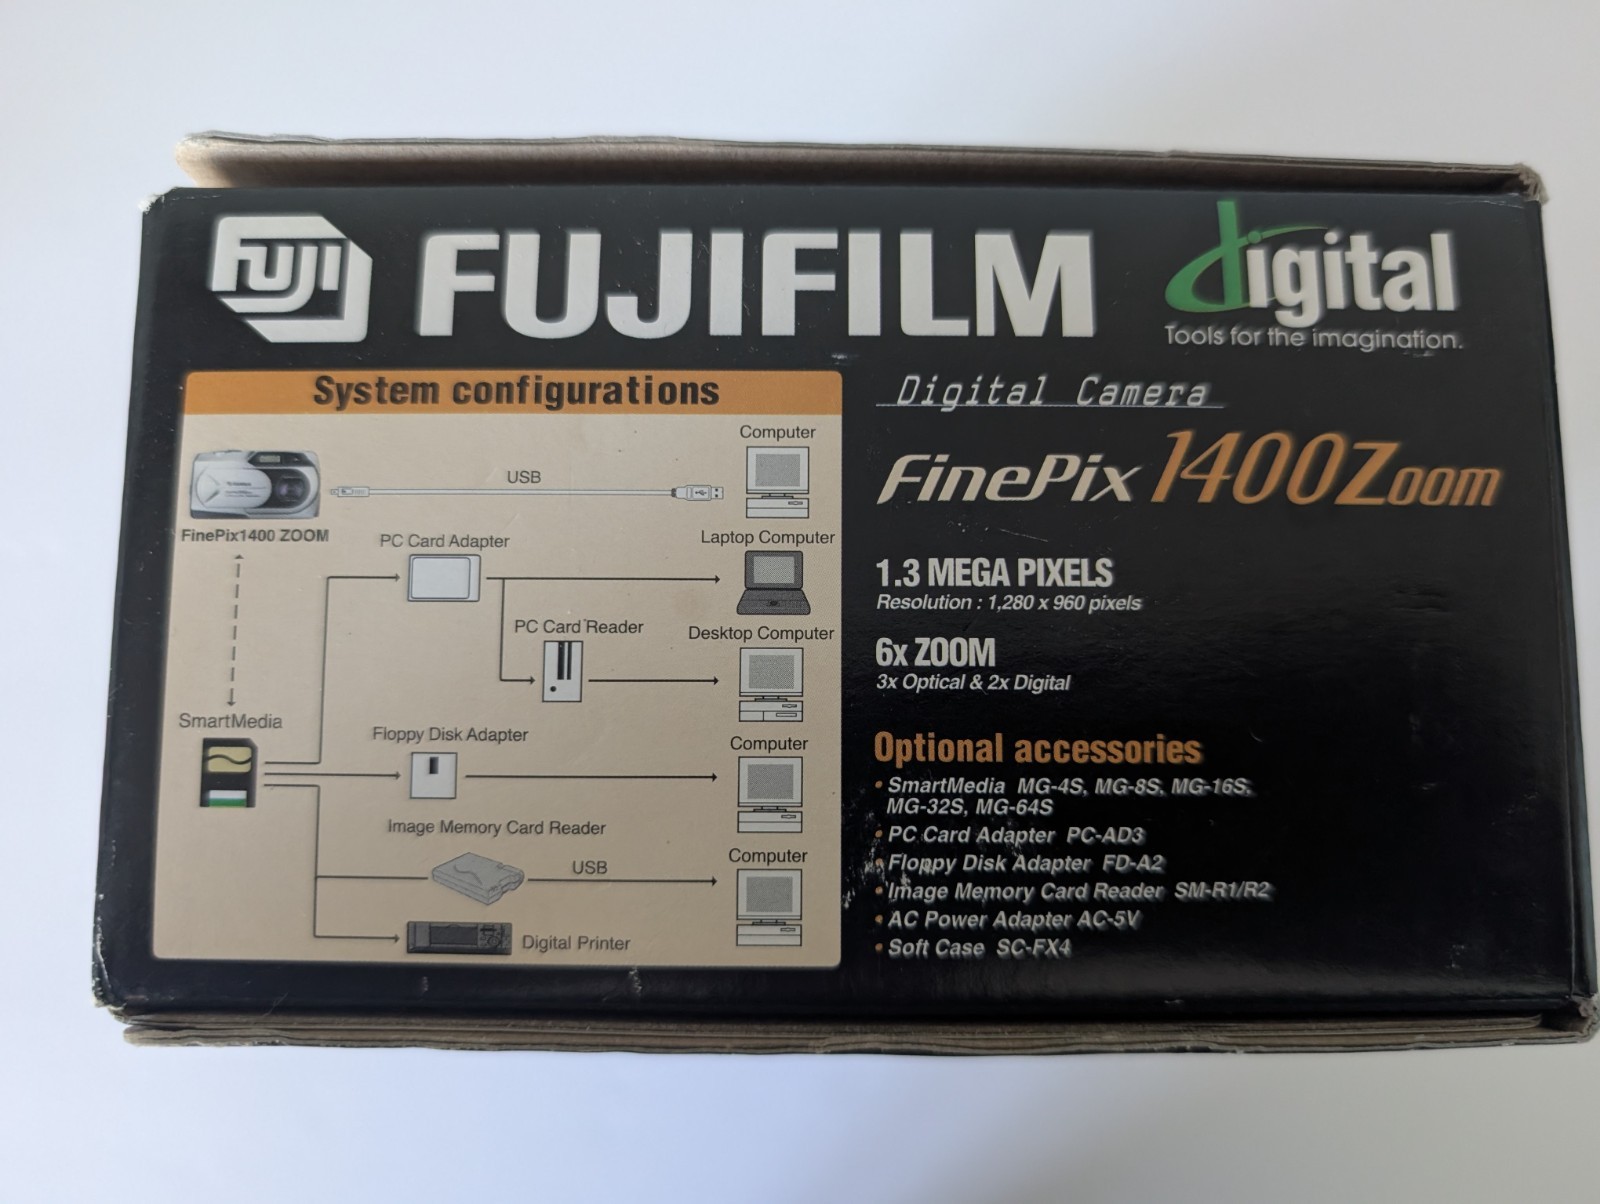 FUJI FUJIFILM
digital
Tools for the imagination.
System configurations
Computer
USB
FinePix1400 ZOOM
PC Card Adapter
Laptop Computer
PC Card Reader
Desktop Computer
SmartMedia
Floppy Disk Adapter
Computer
Image Memory Card Reader
USB
Computer
Digital Printer
Digital Camera
FinePix 1400Zoom
1.3 MEGA PIXELS
Resolution : 1,280 x 960 pixels
6x ZOOM
3x Optical & 2x Digital
Optional accessories
• SmartMedia MG-4S, MG-8S, MG-16S,
MG-32S, MG-64S
• PC Card Adapter PC-AD3
• Floppy Disk Adapter FD-A2
• Image Memory Card Reader SM-R1/R2
• AC Power Adapter AC-5V
• Soft Case SC-FX4